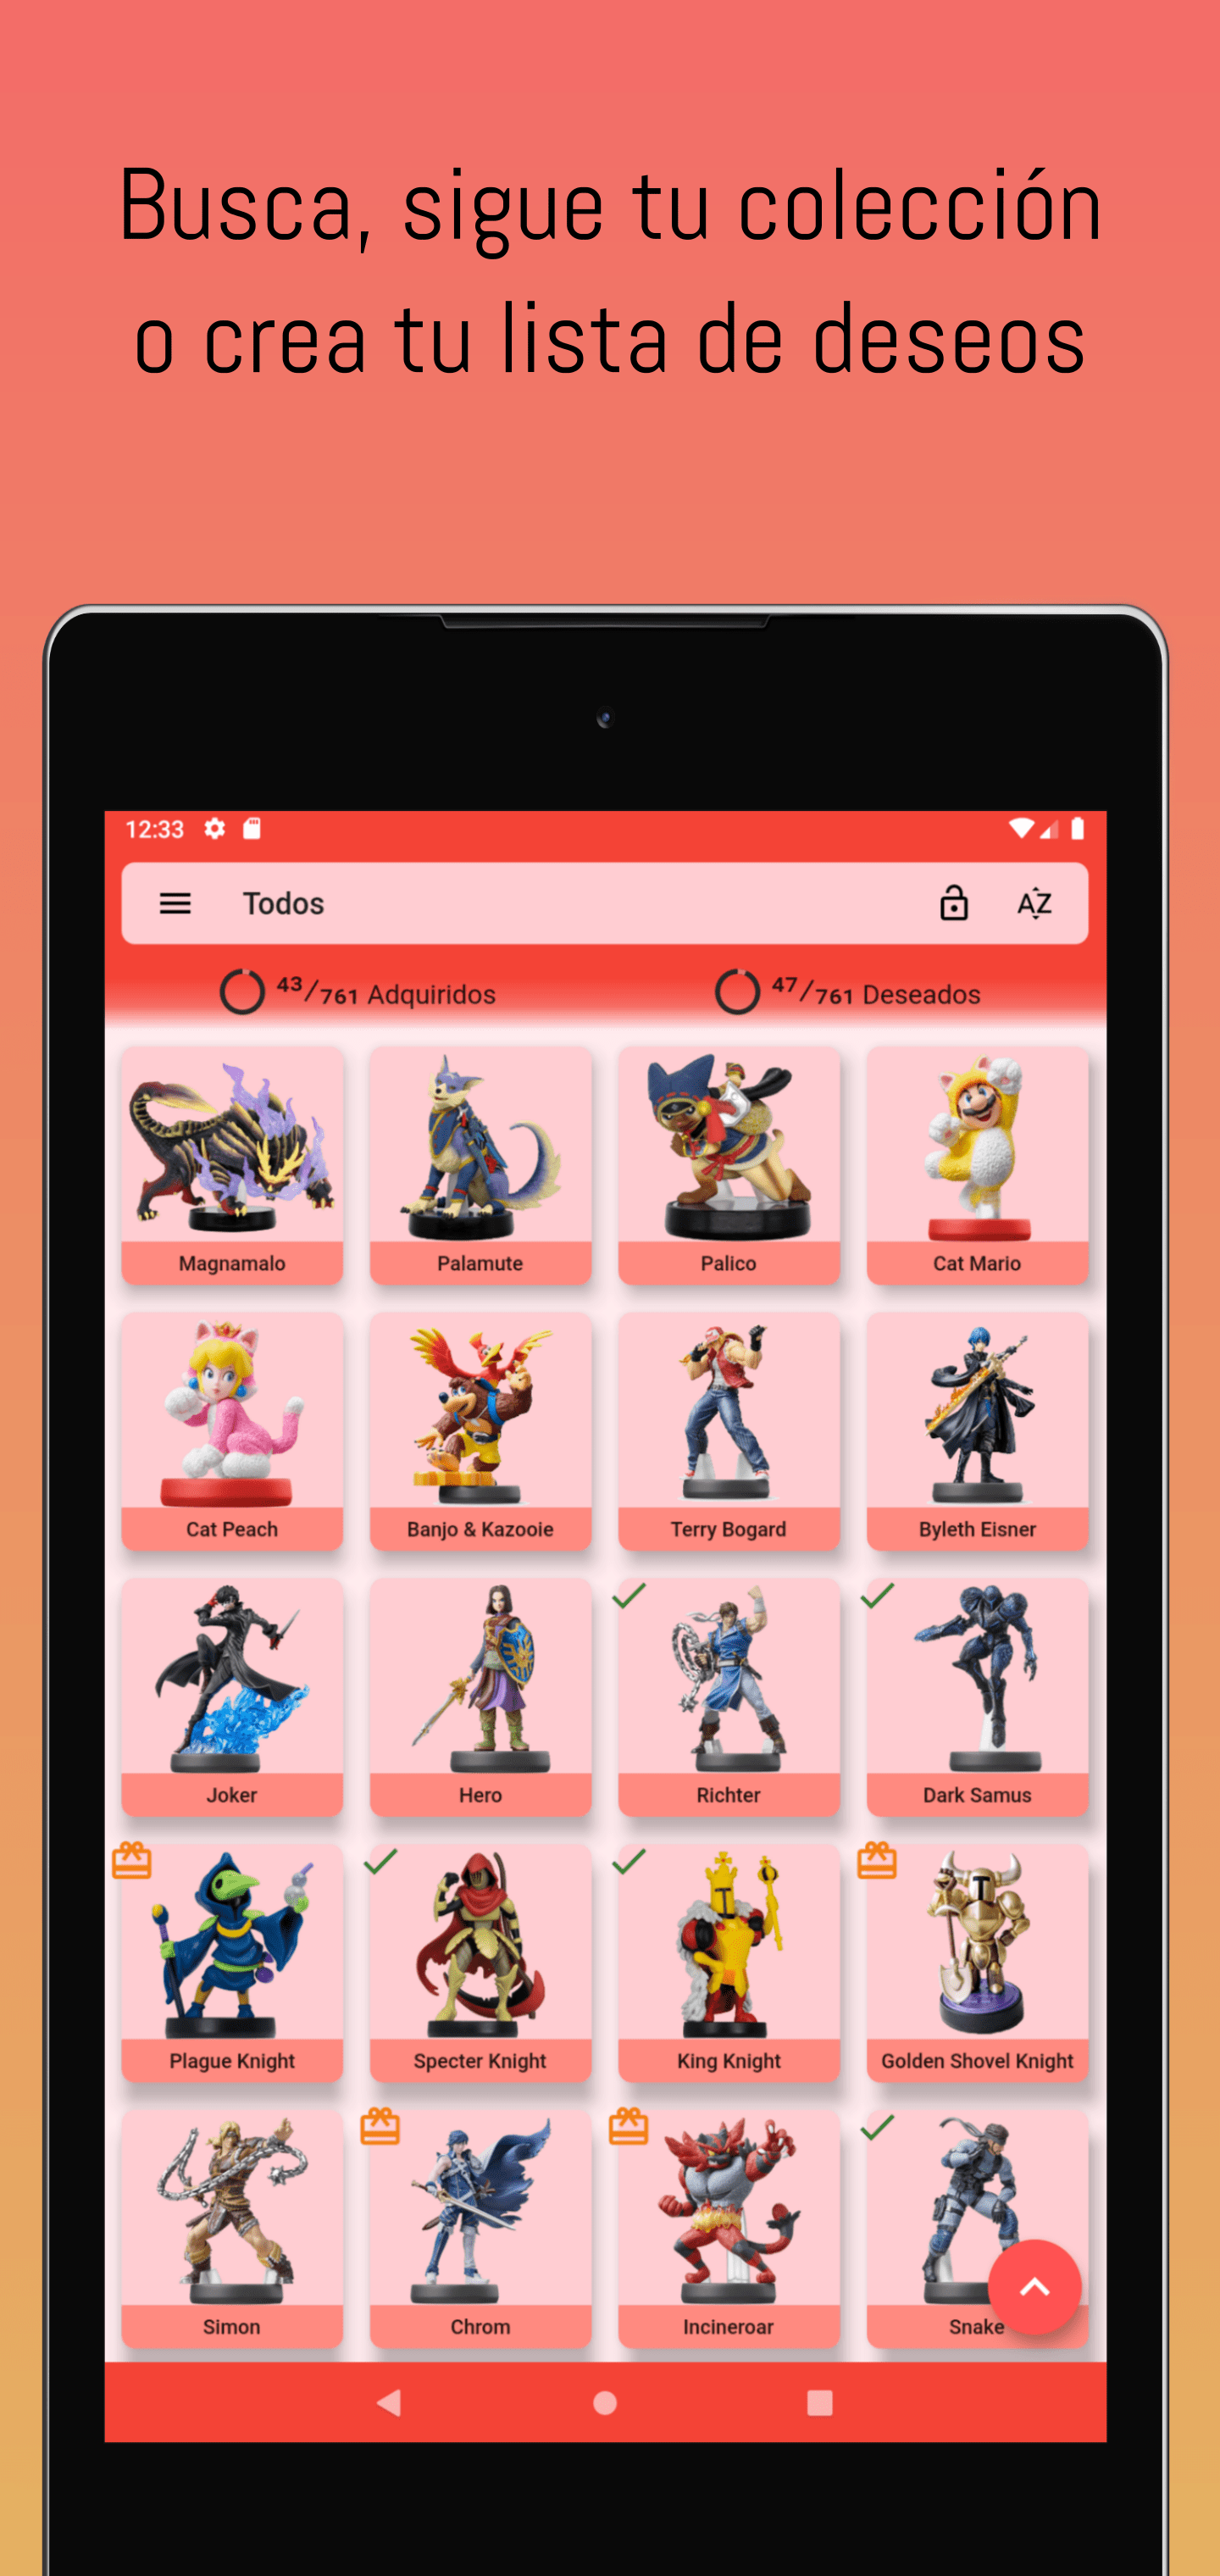 Busca, sigue tu colección
o crea tu lista de deseos
12:33
Todos
AZ
43/761 Adquiridos
47/761 Deseados
Magnamalo
Palamute
Palico
Cat Mario
Cat Peach
Banjo & Kazooie
Terry Bogard
Byleth Eisner
Joker
Hero
Richter
Dark Samus
Plague Knight
Specter Knight
King Knight
Golden Shovel Knight
Simon
Chrom
Incineroar
Snake